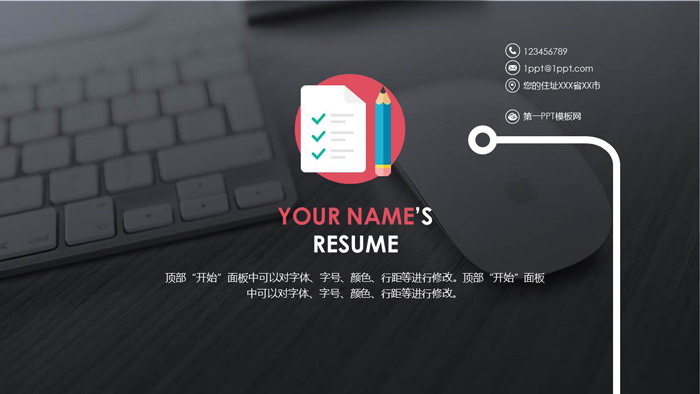 123456789
1ppt@1ppt.com
您的住址XXX省XX市
第一PPT模板网
YOUR NAME’S
RESUME
顶部“开始”面板中可以对字体、字号、颜色、行距等进行修改。顶部“开始”面板
中可以对字体、字号、颜色、行距等进行修改。